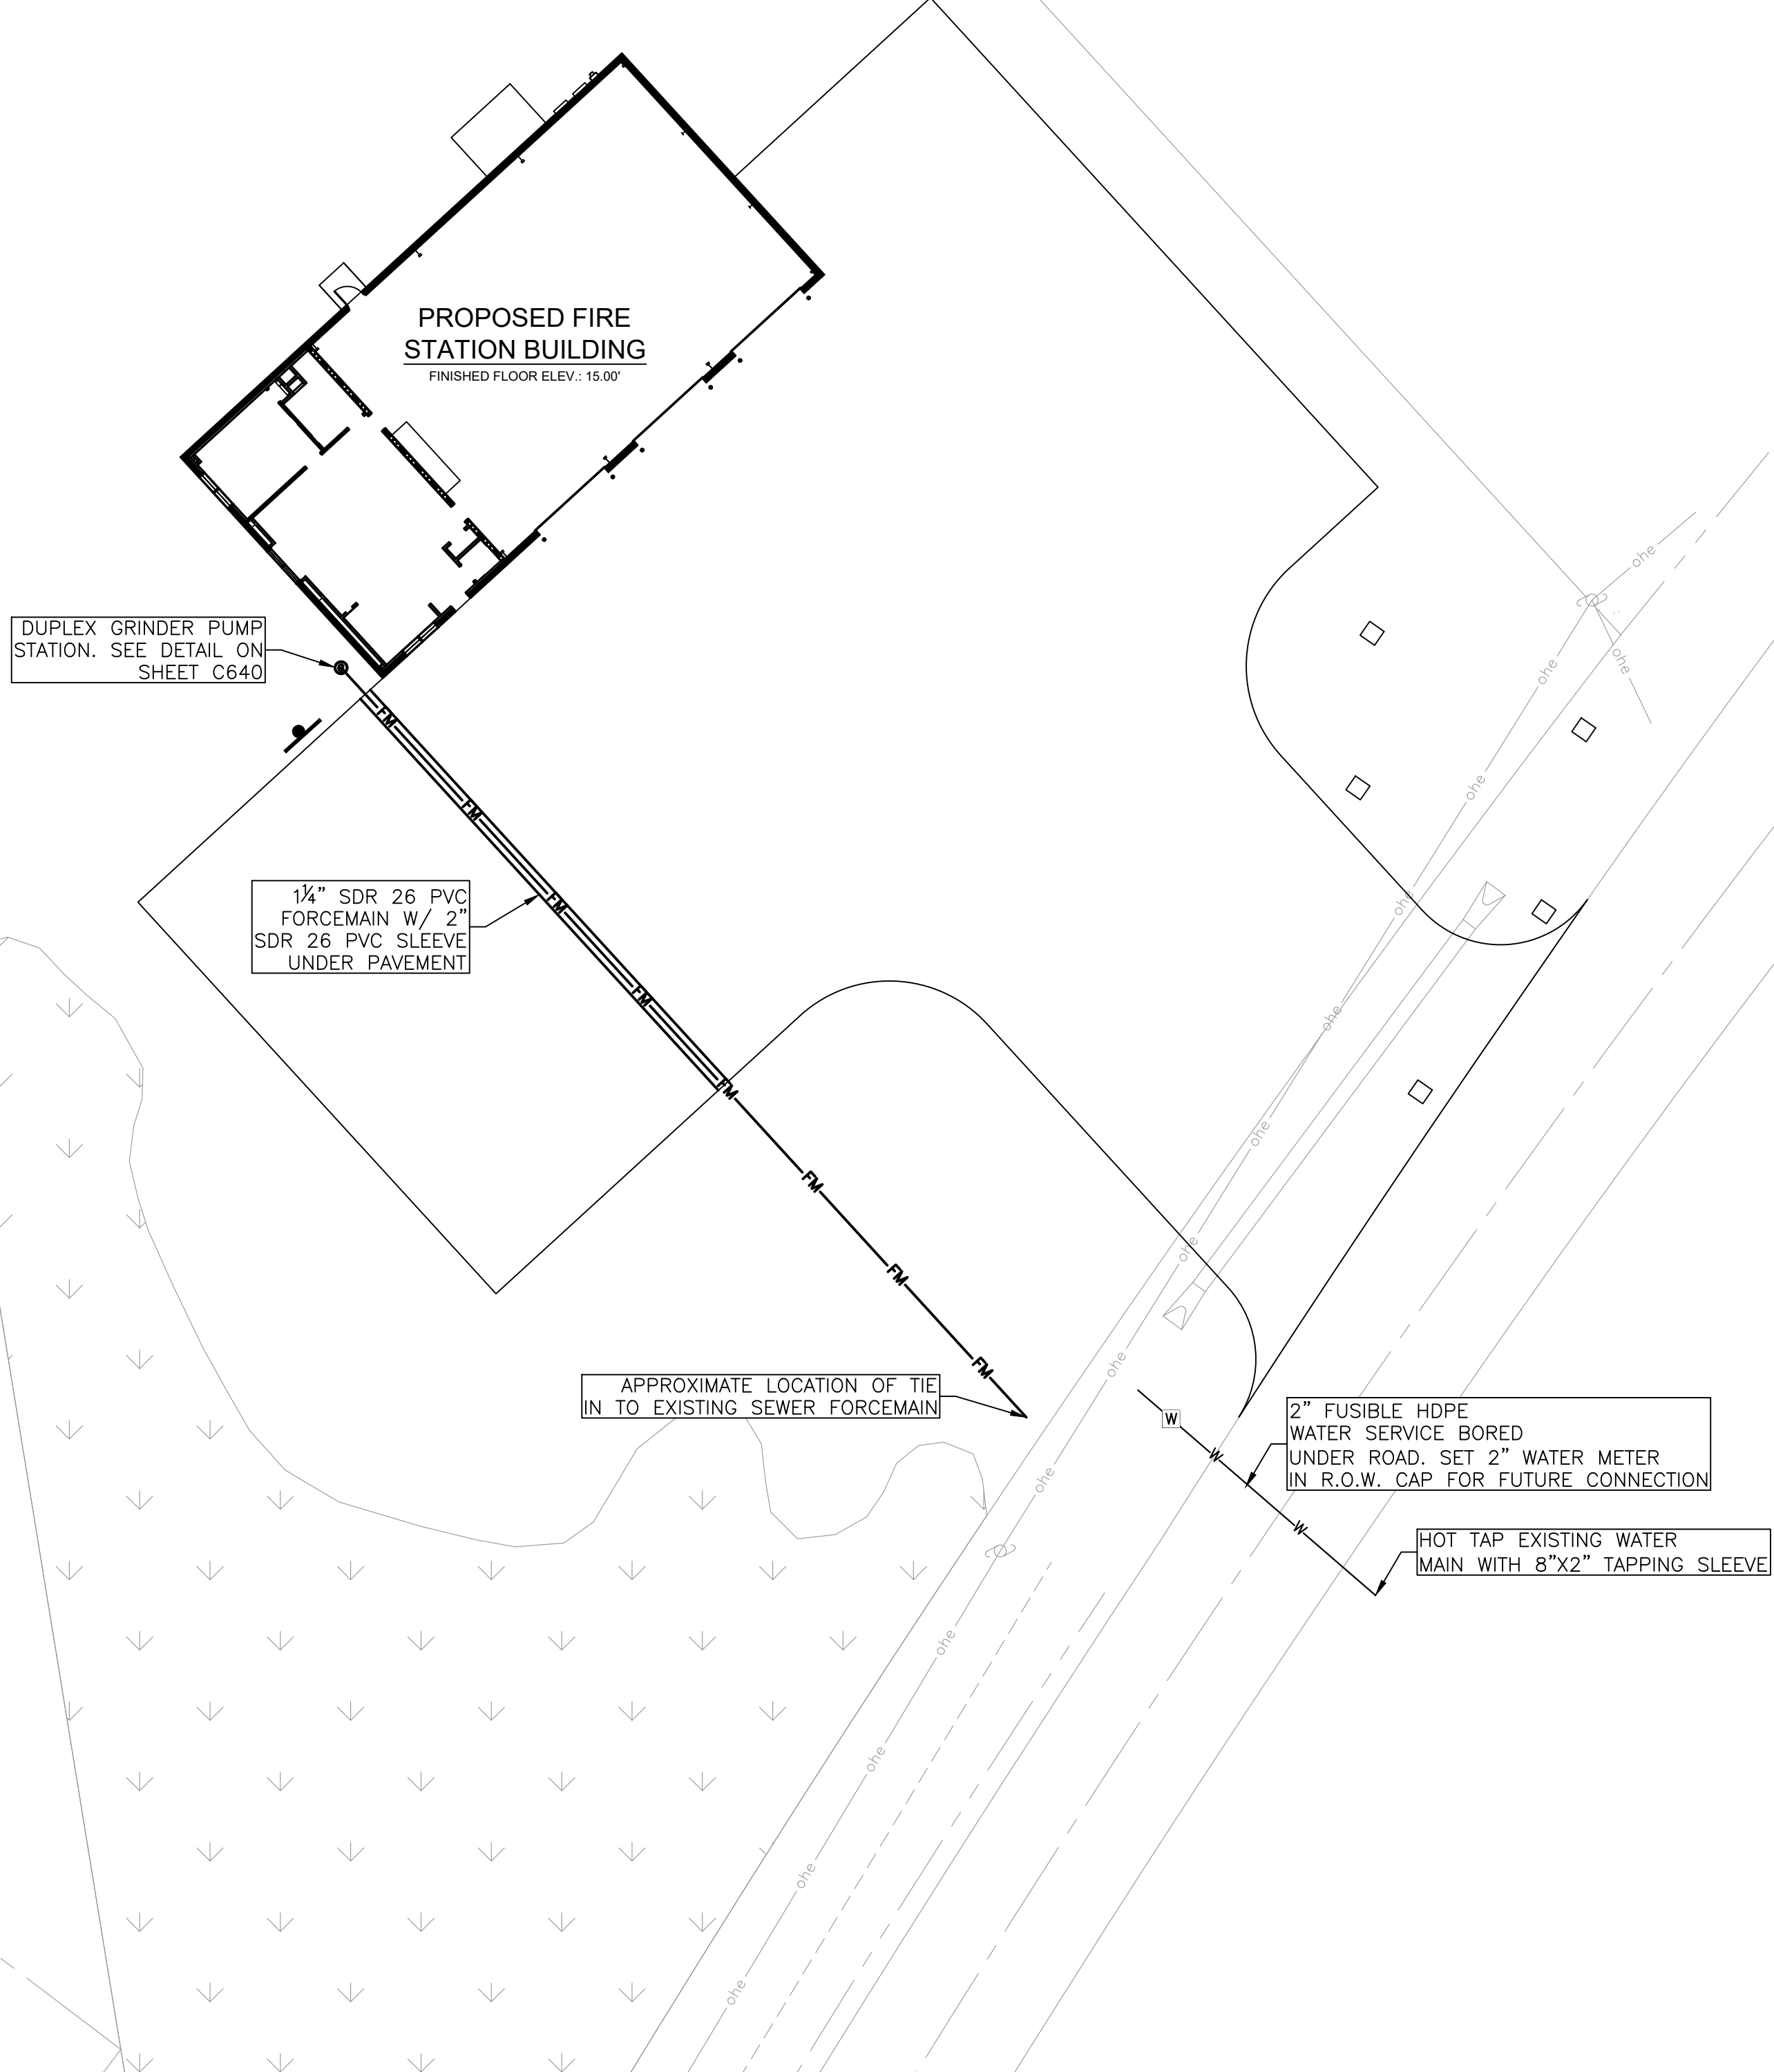 PROPOSED FIRE
STATION BUILDING
FINISHED FLOOR ELEV.: 15.00'
ohe
ohe
ohe
DUPLEX GRINDER PUMP
STATION. SEE DETAIL ON
SHEET C640
FM
ohe
FM
1¼” SDR 26 PVC
FORCEMAIN W/ 2”
SDR 26 PVC SLEEVE
UNDER PAVEMENT
FM
ohe
FM
ohe
FM
ohe
FM
ohe
FM
ohe
FM
APPROXIMATE LOCATION OF TIE
IN TO EXISTING SEWER FORCEMAIN
W
W
2” FUSIBLE HDPE
WATER SERVICE BORED
UNDER ROAD. SET 2” WATER METER
IN R.O.W. CAP FOR FUTURE CONNECTION
ohe
W
HOT TAP EXISTING WATER
MAIN WITH 8”X2” TAPPING SLEEVE
ohe
ohe
ohe
ohe